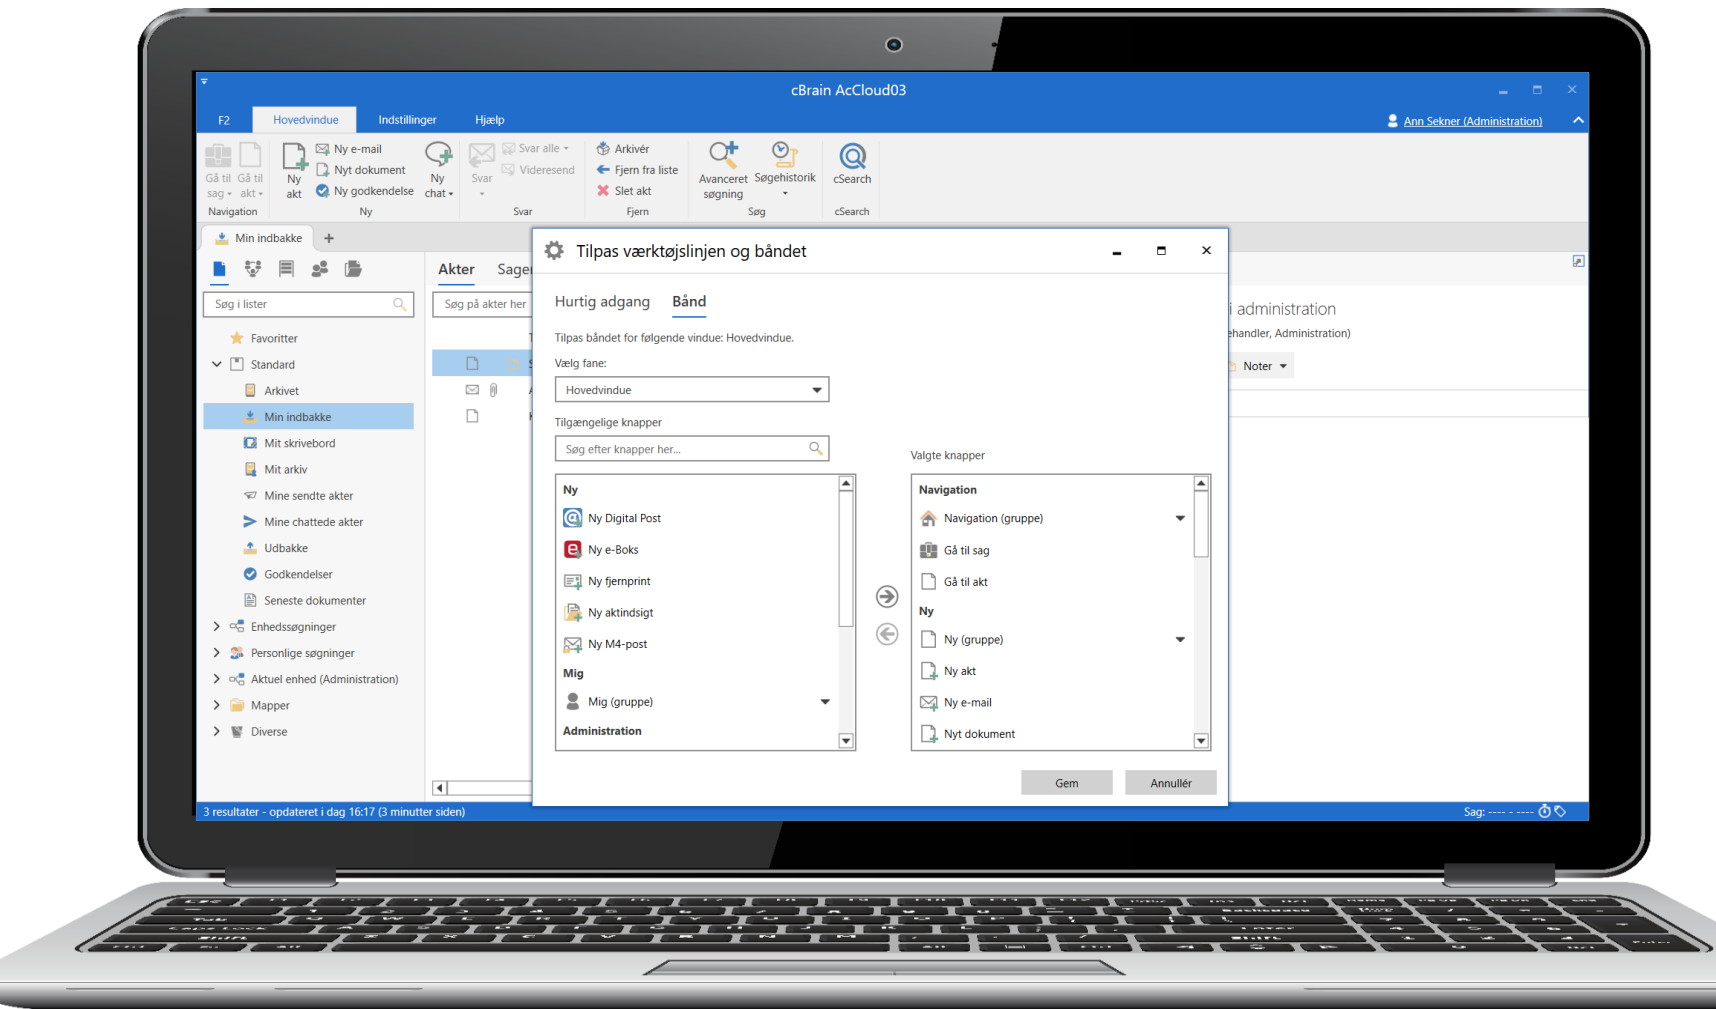 cBrain AcCloud03
F2 Hovedvindue Indstillinger Hjælp Ann Sekner (Administration)
Gå til sag Gå til akt
Navigation
Ny akt
Ny e-mail
Nyt dokument
Ny godkendelse
Ny chat
Ny
Svar
Svar alle
Videresend
Svar
Arkivér
Fjern fra liste
Slet akt
Fjern
Avanceret søgning
Søgehistorik
Søg
cSearch
cSearch
Min indbakke +
Søg i lister
Favoritter
Standard
Arkivet
Min indbakke
Mit skrivebord
Mit arkiv
Mine sendte akter
Mine chattede akter
Udbakke
Godkendelser
Seneste dokumenter
Enhedssøgninger
Personlige søgninger
Aktuel enhed (Administration)
Mapper
Diverse
Akter Sager
Søg på akter her
Tilpas værktøjslinjen og båndet
Hurtig adgang Bånd
Tilpas båndet for følgende vindue: Hovedvindue.
Vælg fane:
Hovedvindue
Tilgængelige knapper
Søg efter knapper her...
Ny
Ny Digital Post
Ny e-Boks
Ny fjernprint
Ny aktindsigt
Ny M4-post
Mig
Mig (gruppe)
Administration
Valgte knapper
Navigation
Navigation (gruppe)
Gå til sag
Gå til akt
Ny
Ny (gruppe)
Ny akt
Ny e-mail
Nyt dokument
Gem Annullér
i administration
ehandler, Administration)
Noter
3 resultater - opdateret i dag 16:17 (3 minutter siden) Sag: ---- - ----